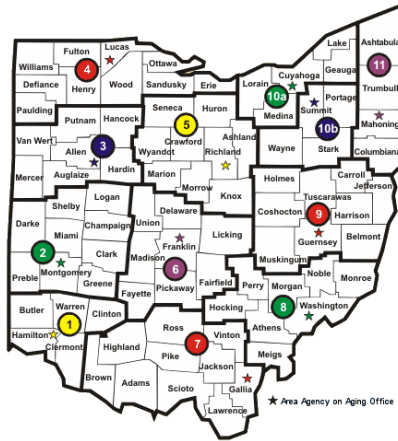 Lake
Ashtabula
Fulton
Lucas
Williams
4
Ottawa
Henry
Wood
Sandusky
Erie
Defiance
Paulding
Lorain
Cuyahoga
Geauga
10a
Medina
Summit
Portage
11
Trumbull
Mahoning
Columbiana
Putnam
Hancock
Seneca
Huron
5
Van Wert
3
Allen
Crawford
Wyandot
Ashland
Richland
Wayne
10b
Stark
Mercer
Auglaize
Hardin
Marion
Morrow
Knox
Holmes
Carroll
Jefferson
Tuscarawas
Coshocton
9
Harrison
Guernsey
Belmont
Muskingum
Shelby
Logan
Darke
Champaign
Miami
2
Clark
Montgomery
Preble
Greene
Delaware
Union
Licking
Franklin
Madison
6
Pickaway
Fairfield
Fayette
Perry
Morgan
Noble
Monroe
Hocking
8
Washington
Athens
Meigs
Butler
Warren
Clinton
1
Hamilton
Clermont
Ross
Vinton
Highland
7
Pike
Jackson
Brown
Adams
Scioto
Gallia
Lawrence
Area Agency on Aging Office